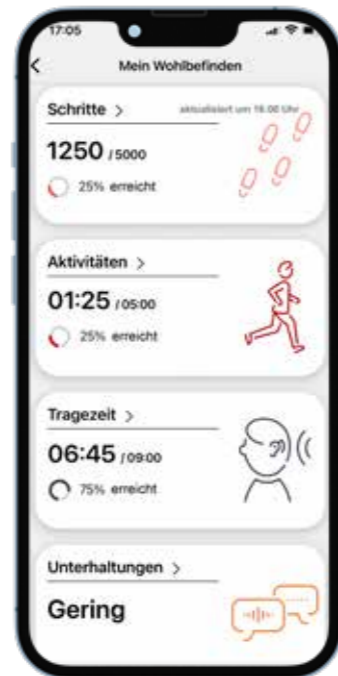 17:05
Mein Wohlbefinden
Schritte >
aktualisiert um 16.00 Uhr
1250 /5000
25% erreicht
Aktivitäten >
01:25 /05:00
25% erreicht
Tragezeit >
06:45 /09:00
75% erreicht
Unterhaltungen >
Gering